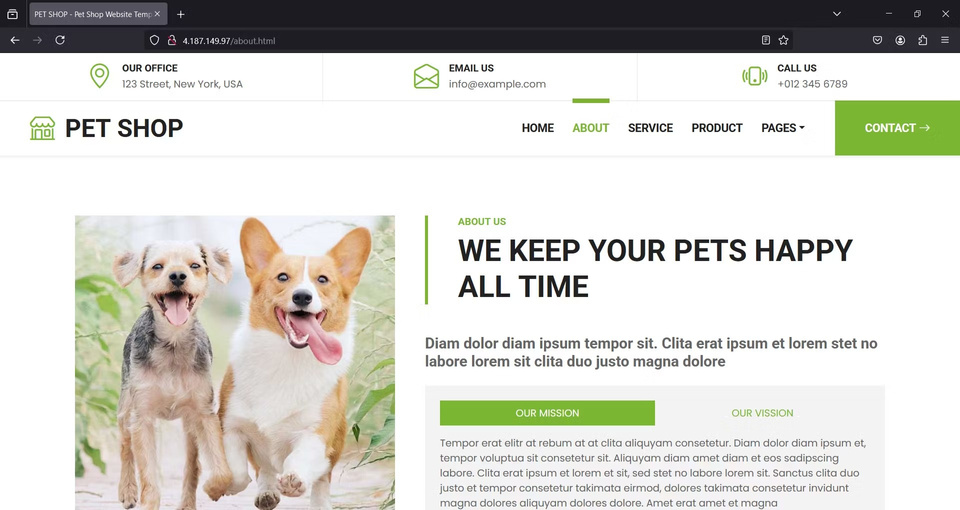 PET SHOP - Pet Shop Website Temp
4.187.149.97/about.html
OUR OFFICE
123 Street, New York, USA
EMAIL US
info@example.com
CALL US
+012 345 6789
PET SHOP
HOME
ABOUT
SERVICE
PRODUCT
PAGES
CONTACT
ABOUT US
WE KEEP YOUR PETS HAPPY
ALL TIME
Diam dolor diam ipsum tempor sit. Clita erat ipsum et lorem stet no
labore lorem sit clita duo justo magna dolore
OUR MISSION
OUR VISSION
Tempor erat elitr at rebum at at clita aliquyam consetetur. Diam dolor diam ipsum et,
tempor voluptua sit consetetur sit. Aliquyam diam amet diam et eos sadipscing
labore. Clita erat ipsum et lorem et sit, sed stet no labore lorem sit. Sanctus clita duo
justo et tempor consetetur takimata eirmod, dolores takimata consetetur invidunt
magna dolores aliquyam dolores dolore. Amet erat amet et magna